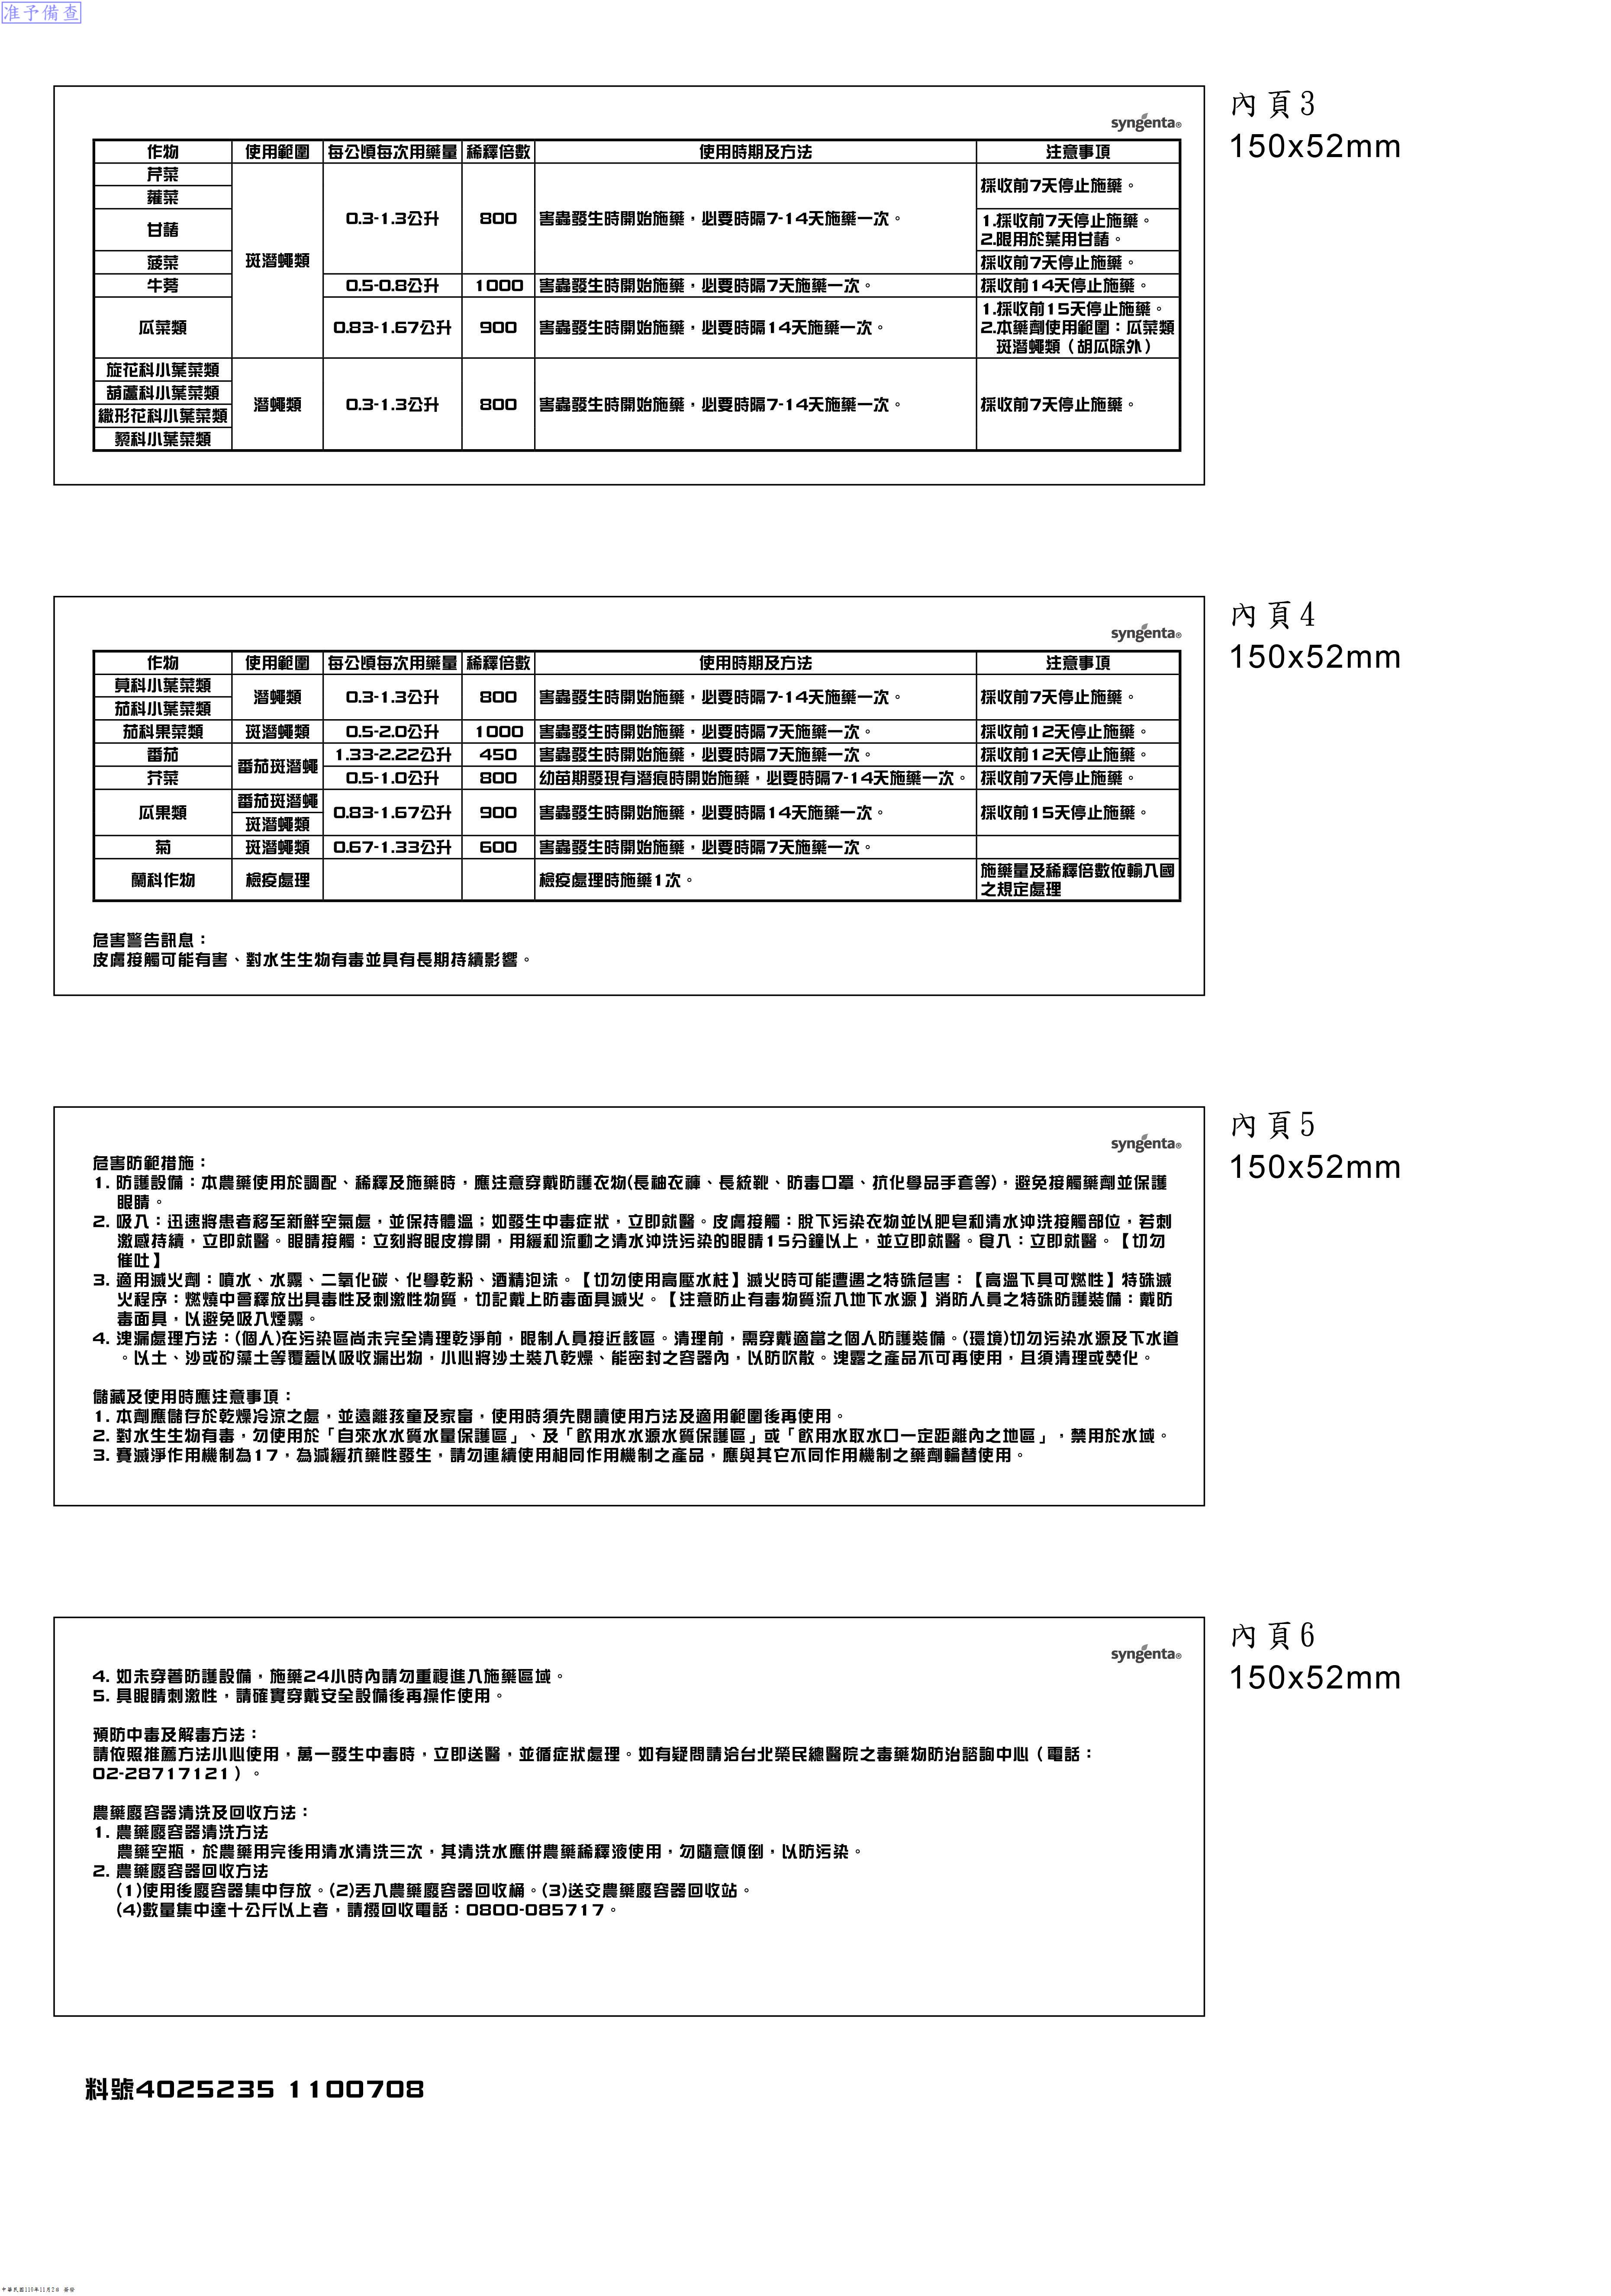 准予備查
內頁3
150x52mm
syngenta®
作物 使用範圍 每公頃每次用藥量 稀釋倍數 使用時期及方法 注意事項
芹菜 斑潛蠅類 0.3-1.3公升 800 害蟲發生時開始施藥，必要時隔7-14天施藥一次。 採收前7天停止施藥。
蕹菜
甘藷 1.採收前7天停止施藥。
2.限用於葉用甘藷。
菠菜 採收前7天停止施藥。
牛蒡 0.5-0.8公升 1000 害蟲發生時開始施藥，必要時隔7天施藥一次。 採收前14天停止施藥。
瓜菜類 0.83-1.67公升 900 害蟲發生時開始施藥，必要時隔14天施藥一次。 1.採收前15天停止施藥。
2.本藥劑使用範圍：瓜菜類
斑潛蠅類（胡瓜除外）
旋花科小葉菜類 潛蠅類 0.3-1.3公升 800 害蟲發生時開始施藥，必要時隔7-14天施藥一次。 採收前7天停止施藥。
葫蘆科小葉菜類
繖形花科小葉菜類
藜科小葉菜類
內頁4
150x52mm
syngenta®
作物 使用範圍 每公頃每次用藥量 稀釋倍數 使用時期及方法 注意事項
莧科小葉菜類 潛蠅類 0.3-1.3公升 800 害蟲發生時開始施藥，必要時隔7-14天施藥一次。 採收前7天停止施藥。
茄科小葉菜類
茄科果菜類 斑潛蠅類 0.5-2.0公升 1000 害蟲發生時開始施藥，必要時隔7天施藥一次。 採收前12天停止施藥。
番茄 番茄斑潛蠅 1.33-2.22公升 450 害蟲發生時開始施藥，必要時隔7天施藥一次。 採收前12天停止施藥。
芥菜 0.5-1.0公升 800 幼苗期發現有潛痕時開始施藥，必要時隔7-14天施藥一次。 採收前7天停止施藥。
瓜果類 番茄斑潛蠅 0.83-1.67公升 900 害蟲發生時開始施藥，必要時隔14天施藥一次。 採收前15天停止施藥。
斑潛蠅類
菊 斑潛蠅類 0.67-1.33公升 600 害蟲發生時開始施藥，必要時隔7天施藥一次。
蘭科作物 檢疫處理 檢疫處理時施藥1次。 施藥量及稀釋倍數依輸入國
之規定處理
危害警告訊息：
皮膚接觸可能有害、對水生生物有毒並具有長期持續影響。
內頁5
150x52mm
syngenta®
危害防範措施：
1. 防護設備：本農藥使用於調配、稀釋及施藥時，應注意穿戴防護衣物(長袖衣褲、長統靴、防毒口罩、抗化學品手套等)，避免接觸藥劑並保護
眼睛。
2. 吸入：迅速將患者移至新鮮空氣處，並保持體溫；如發生中毒症狀，立即就醫。皮膚接觸：脫下污染衣物並以肥皂和清水沖洗接觸部位，若刺
激感持續，立即就醫。眼睛接觸：立刻將眼皮撐開，用緩和流動之清水沖洗污染的眼睛15分鐘以上，並立即就醫。食入：立即就醫。【切勿
催吐】
3. 適用滅火劑：噴水、水霧、二氧化碳、化學乾粉、酒精泡沫。【切勿使用高壓水柱】滅火時可能遭遇之特殊危害：【高溫下具可燃性】特殊滅
火程序：燃燒中會釋放出具毒性及刺激性物質，切記戴上防毒面具滅火。【注意防止有毒物質流入地下水源】消防人員之特殊防護裝備：戴防
毒面具，以避免吸入煙霧。
4. 洩漏處理方法：(個人)在污染區尚未完全清理乾淨前，限制人員接近該區。清理前，需穿戴適當之個人防護裝備。(環境)切勿污染水源及下水道
。以土、沙或矽藻土等覆蓋以吸收漏出物，小心將沙土裝入乾燥、能密封之容器內，以防吹散。洩露之產品不可再使用，且須清理或焚化。
儲藏及使用時應注意事項：
1. 本劑應儲存於乾燥冷涼之處，並遠離孩童及家畜，使用時須先閱讀使用方法及適用範圍後再使用。
2. 對水生生物有毒，勿使用於「自來水水質水量保護區」、及「飲用水水源水質保護區」或「飲用水取水口一定距離內之地區」，禁用於水域。
3. 賽滅淨作用機制為17，為減緩抗藥性發生，請勿連續使用相同作用機制之產品，應與其它不同作用機制之藥劑輪替使用。
內頁6
150x52mm
syngenta®
4. 如未穿著防護設備，施藥24小時內請勿重複進入施藥區域。
5. 具眼睛刺激性，請確實穿戴安全設備後再操作使用。
預防中毒及解毒方法：
請依照推薦方法小心使用，萬一發生中毒時，立即送醫，並循症狀處理。如有疑問請洽台北榮民總醫院之毒藥物防治諮詢中心（電話：
02-28717121）。
農藥廢容器清洗及回收方法：
1. 農藥廢容器清洗方法
農藥空瓶，於農藥用完後用清水清洗三次，其清洗水應併農藥稀釋液使用，勿隨意傾倒，以防污染。
2. 農藥廢容器回收方法
(1)使用後廢容器集中存放。(2)丟入農藥廢容器回收桶。(3)送交農藥廢容器回收站。
(4)數量集中達十公斤以上者，請撥回收電話：0800-085717。
料號4025235 1100708
中華民國110年11月2日